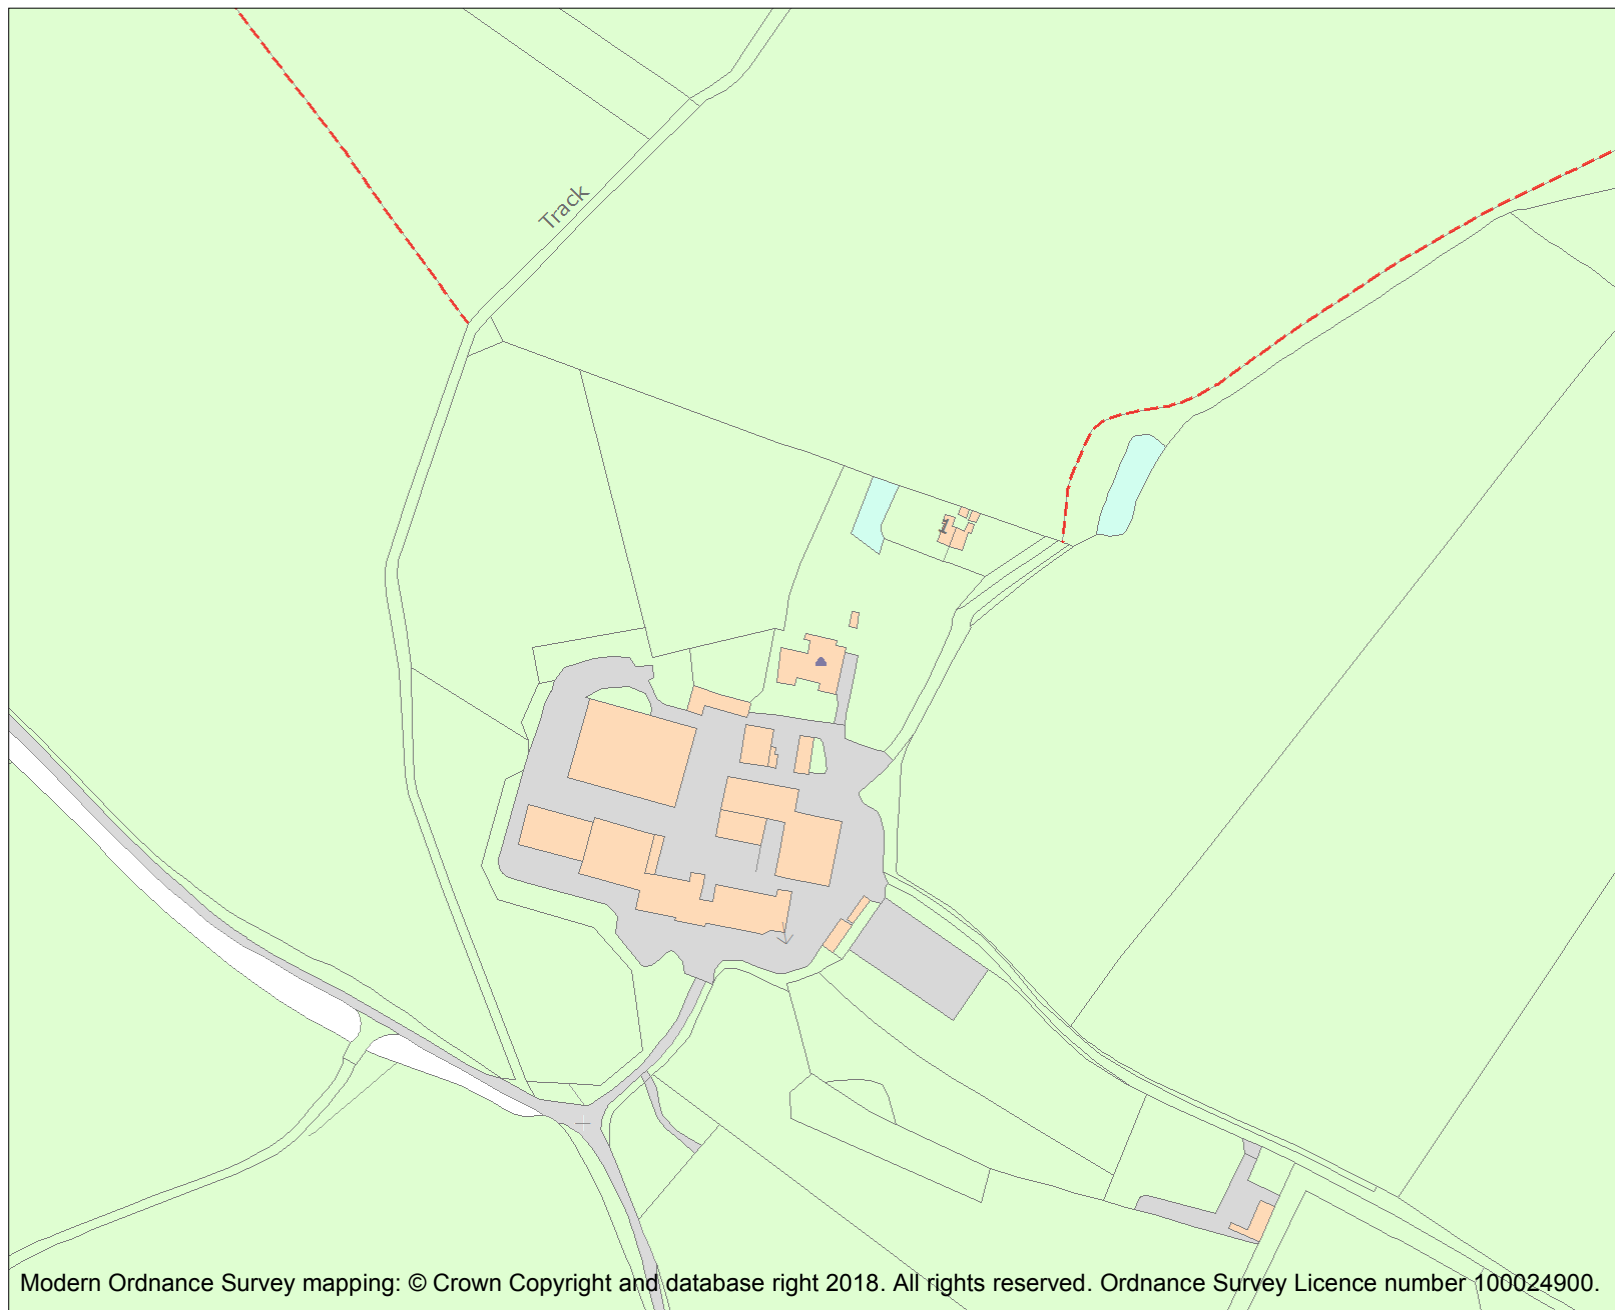 Track
Modern Ordnance Survey mapping: © Crown Copyright and database right 2018. All rights reserved. Ordnance Survey Licence number 100024900.